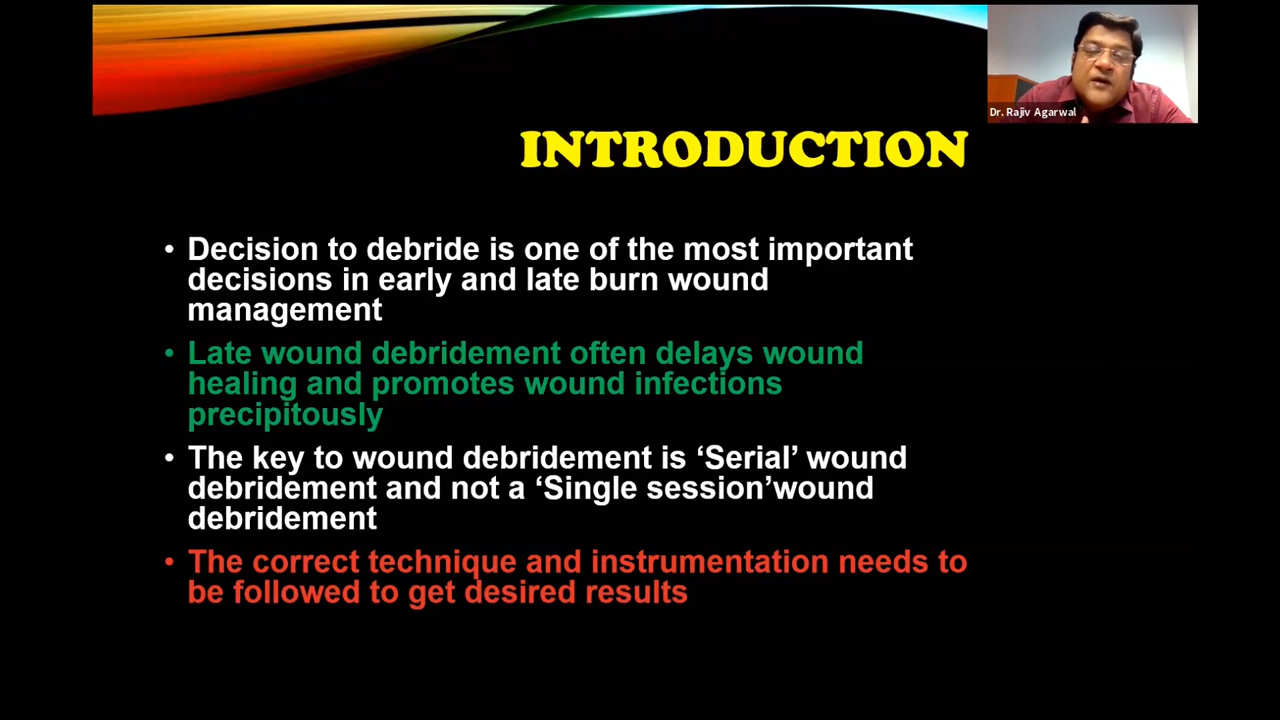 Dr. Rajiv Agarwal
INTRODUCTION
• Decision to debride is one of the most important
decisions in early and late burn wound
management
• Late wound debridement often delays wound
healing and promotes wound infections
precipitously
• The key to wound debridement is ‘Serial’ wound
debridement and not a ‘Single session’wound
debridement
• The correct technique and instrumentation needs to
be followed to get desired results